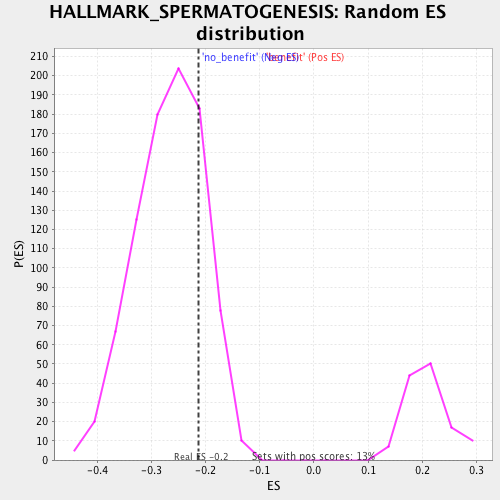 HALLMARK_SPERMATOGENESIS: Random ES
distribution
'no_benefit' (Neg ES)
'benefit' (Pos ES)
210
200
190
180
170
160
150
140
130
120
110
100
90
80
70
60
50
40
30
20
10
0
P(ES)
Real ES -0.2
Sets with pos scores: 13%
-0.4 -0.3 -0.2 -0.1 0.0 0.1 0.2 0.3
ES